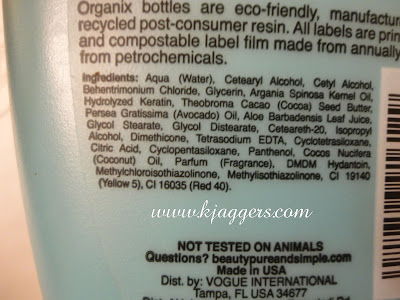 Organix bottles are eco-friendly, manufactur
recycled post-consumer resin. All labels are prin
and compostable label film made from annually
from petrochemicals.
Ingredients: Aqua (Water), Cetearyl Alcohol, Cetyl Alcohol,
Behentrimonium Chloride, Glycerin, Argania Spinosa Kernel Oil,
Hydrolyzed Keratin, Theobroma Cacao (Cocoa) Seed Butter,
Persea Gratissima (Avocado) Oil, Aloe Barbadensis Leaf Juice,
Glycol Stearate, Glycol Distearate, Ceteareth-20, Isopropyl
Alcohol, Dimethicone, Tetrasodium EDTA, Cyclotetrasiloxane,
Citric Acid, Cyclopentasiloxane, Panthenol, Cocos Nucifera
(Coconut) Oil, Parfum (Fragrance), DMDM Hydantoin,
Methylchloroisothiazolinone, Methylisothiazolinone, CI 19140
(Yellow 5), CI 16035 (Red 40).
www.kjaggers.com
NOT TESTED ON ANIMALS
Questions? beautypureandsimple.com
Made in USA
Dist. by: VOGUE INTERNATIONAL
Tampa, FL USA 34677